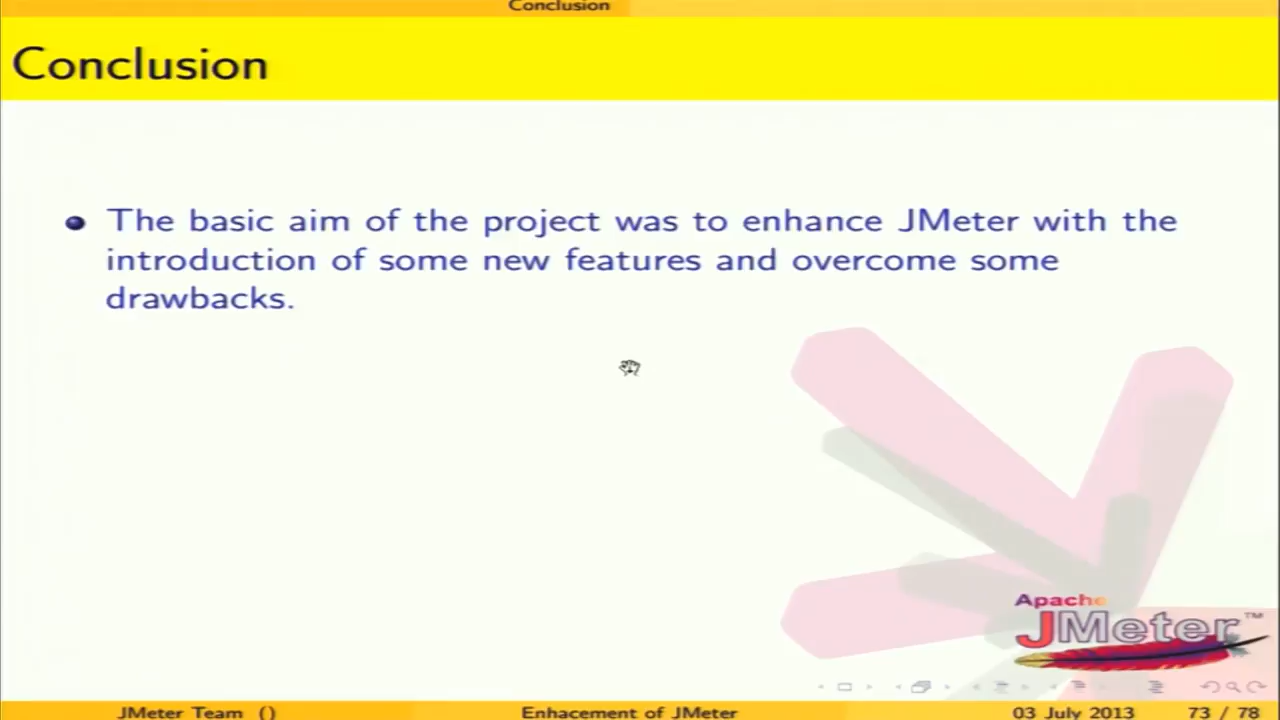 Conclusion
Conclusion
The basic aim of the project was to enhance JMeter with the
introduction of some new features and overcome some
drawbacks.
Apache
JMeter™
JMeter Team () Enhacement of JMeter 03 July 2013 73 / 78